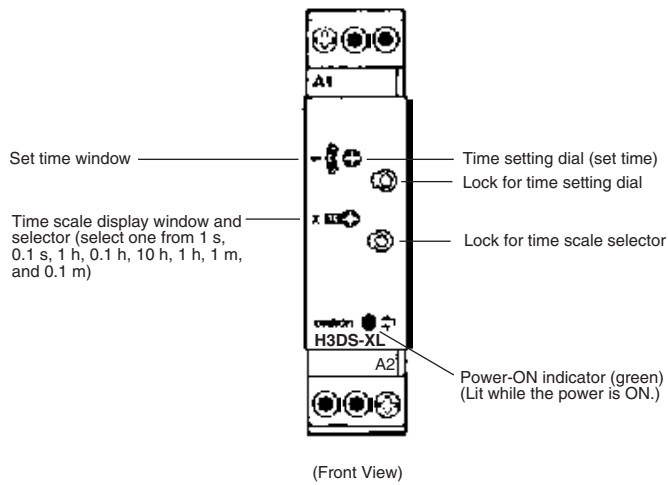 A1
Set time window
Time setting dial (set time)
Lock for time setting dial
Time scale display window and
selector (select one from 1 s,
0.1 s, 1 h, 0.1 h, 10 h, 1 h, 1 m,
and 0.1 m)
Lock for time scale selector
omron
H3DS-XL
A2
Power-ON indicator (green)
(Lit while the power is ON.)
(Front View)